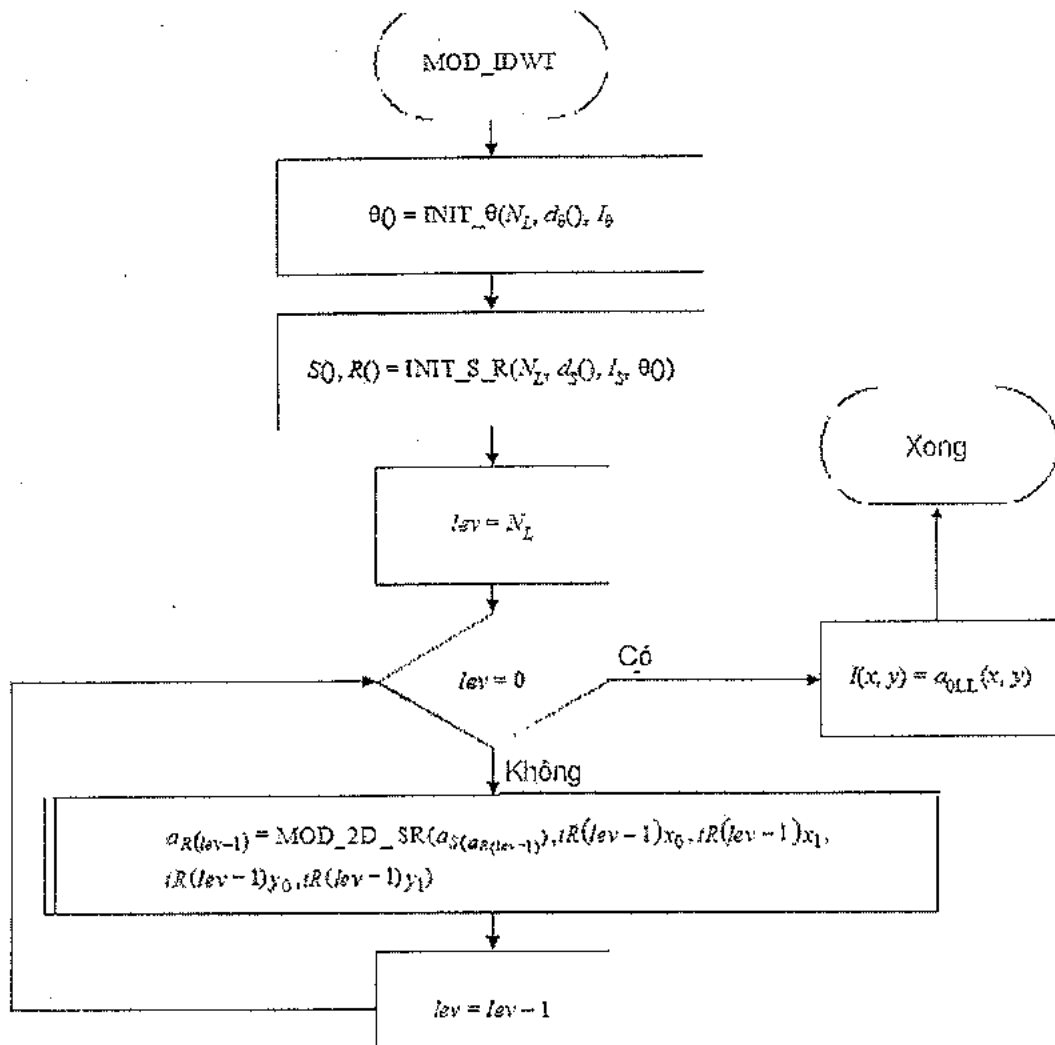 MOD_IDWT
θ() = INIT_θ(N_L, d_θ(), I_θ
S(), R() = INIT_S_R(N_L, d_S(), I_S, θ())
lev = N_L
Xong
lev = 0
Có
I(x, y) = a_0LL(x, y)
Không
a_R(lev−1) = MOD_2D_SR(a_S(a_R(lev−1)), tR(lev−1)x_0, tR(lev−1)x_1,
tR(lev−1)y_0, tR(lev−1)y_1)
lev = lev − 1